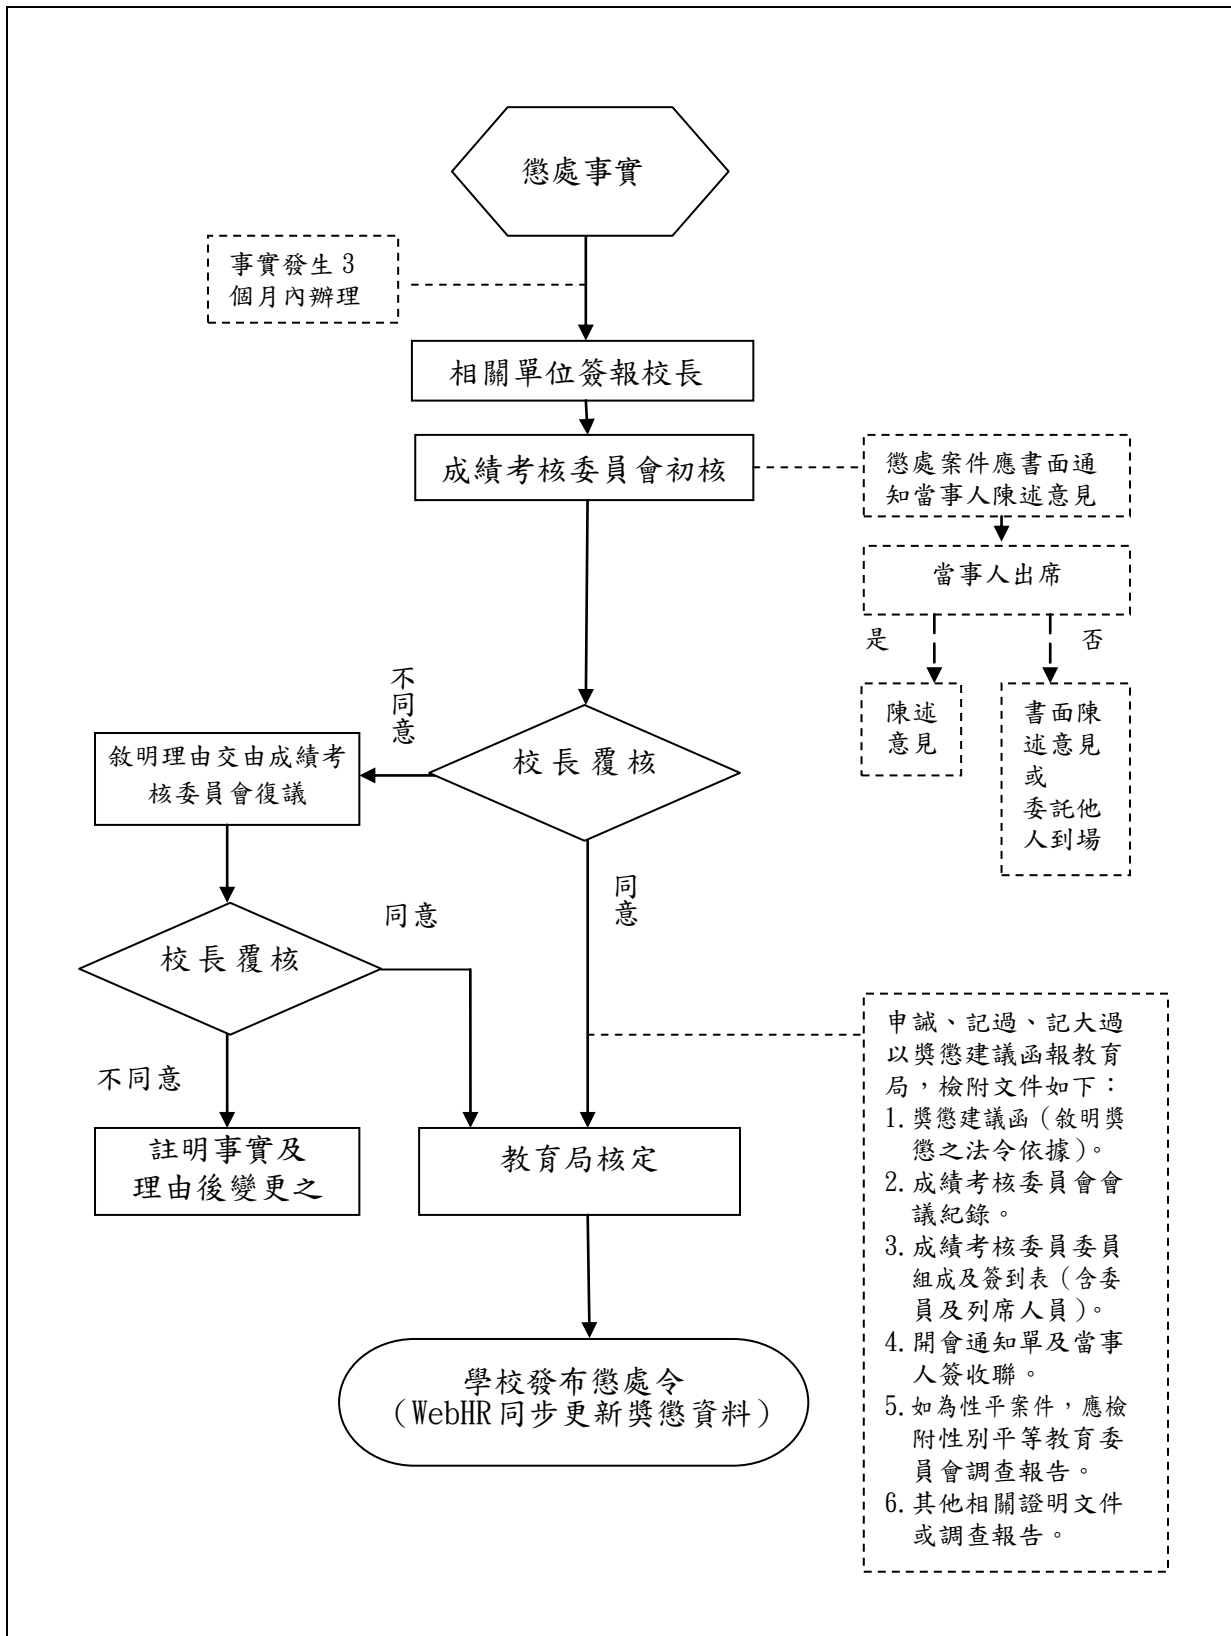 懲處事實
事實發生 3
個月內辦理
相關單位簽報校長
成績考核委員會初核
懲處案件應書面通
知當事人陳述意見
當事人出席
是
否
陳述
意見
書面陳
述意見
或
委託他
人到場
不同意
校長覆核
敘明理由交由成績考
核委員會復議
同意
同意
校長覆核
不同意
註明事實及
理由後變更之
教育局核定
申誡、記過、記大過
以獎懲建議函報教育
局，檢附文件如下：
1. 獎懲建議函（敘明獎
懲之法令依據）。
2. 成績考核委員會會
議紀錄。
3. 成績考核委員委員
組成及簽到表（含委
員及列席人員）。
4. 開會通知單及當事
人簽收聯。
5. 如為性平案件，應檢
附性別平等教育委
員會調查報告。
6. 其他相關證明文件
或調查報告。
學校發布懲處令
（WebHR 同步更新獎懲資料）